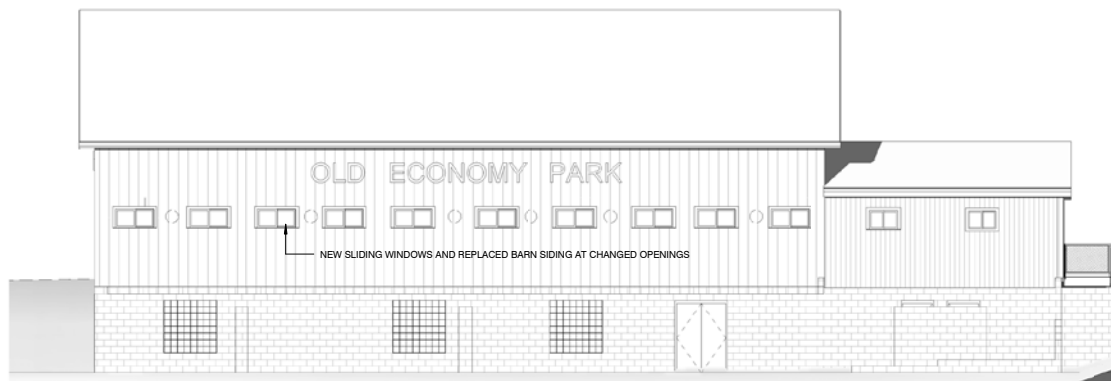 OLD ECONOMY PARK
NEW SLIDING WINDOWS AND REPLACED BARN SIDING AT CHANGED OPENINGS